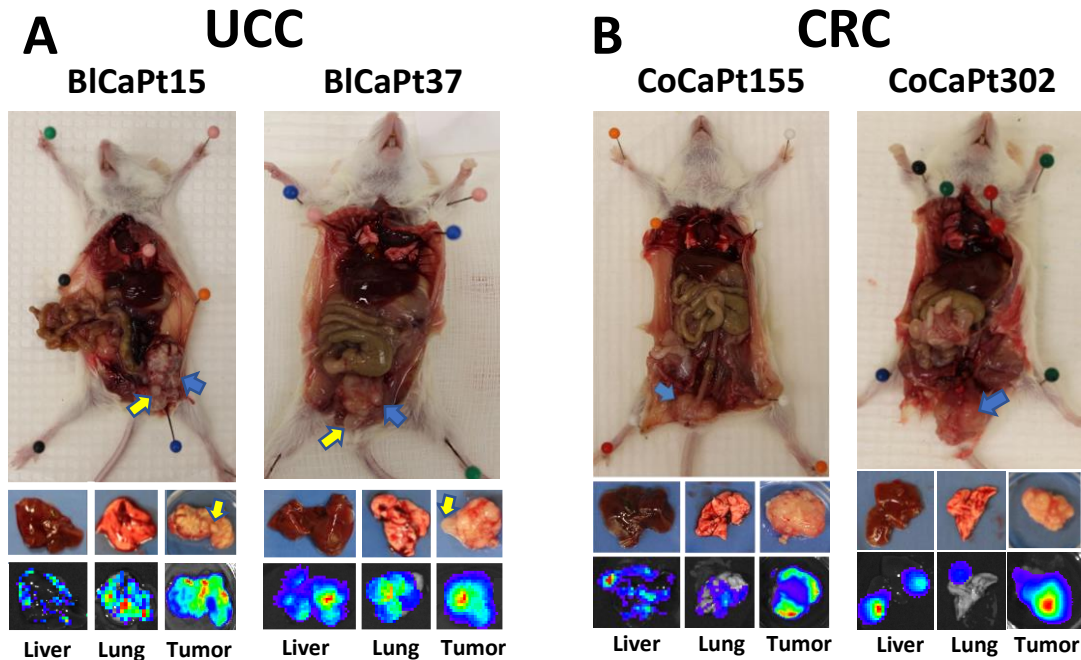 A UCC
BlCaPt15 BlCaPt37
Liver Lung Tumor Liver Lung Tumor
B CRC
CoCaPt155 CoCaPt302
Liver Lung Tumor Liver Lung Tumor